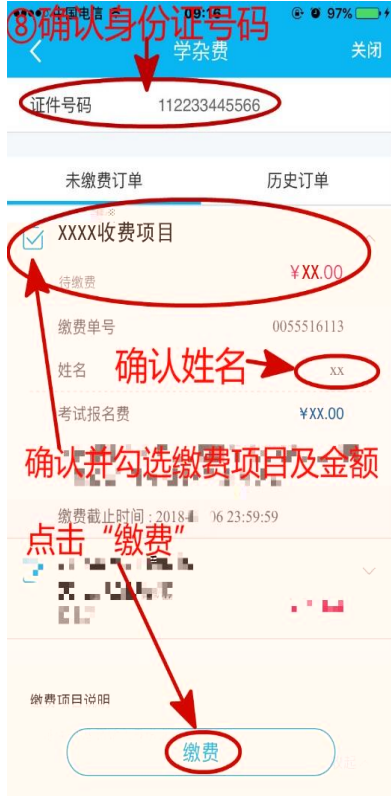 ⑧确认身份证号码
中国电信 09:16 97%
学杂费 关闭
证件号码 112233445566
未缴费订单 历史订单
XXXX收费项目
待缴费 ¥XX.00
缴费单号 0055516113
确认姓名
姓名 xx
考试报名费 ¥XX.00
确认并勾选缴费项目及金额
缴费截止时间：2018- 06 23:59:59
点击“缴费”
缴费项目说明
缴费